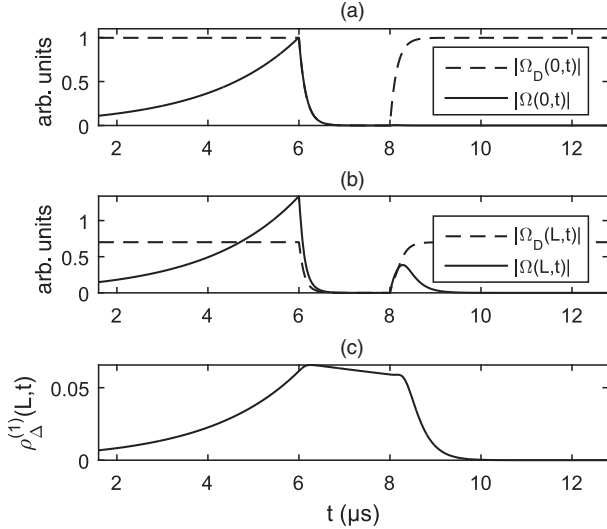 (a)
arb. units
1
0.5
0
|Ω_D(0,t)|
|Ω(0,t)|
2 4 6 8 10 12
(b)
arb. units
1
0.5
0
|Ω_D(L,t)|
|Ω(L,t)|
2 4 6 8 10 12
(c)
ρ_Δ^(1)(L,t)
0.05
0
2 4 6 8 10 12
t (μs)